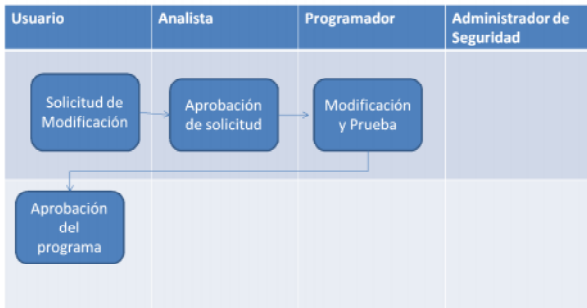 Usuario
Analista
Programador
Administrador de
Seguridad
Solicitud de
Modificación
Aprobación
de solicitud
Modificación
y Prueba
Aprobación
del
programa